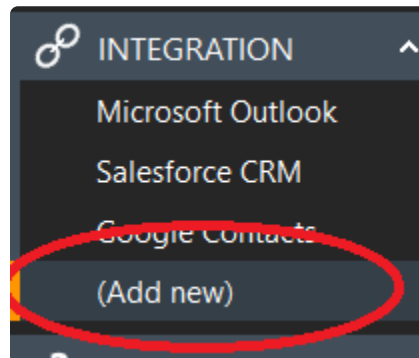 INTEGRATION
Microsoft Outlook
Salesforce CRM
Google Contacts
(Add new)